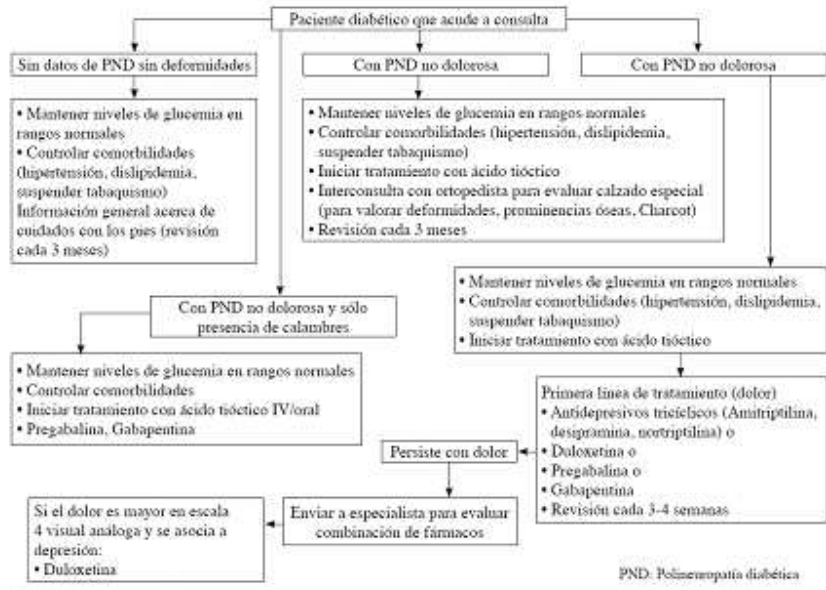 Paciente diabético que acude a consulta
Sin datos de PND sin deformidades
Con PND no dolorosa
Con PND no dolorosa
• Mantener niveles de glucemia en
rangos normales
• Controlar comorbilidades
(hipertensión, dislipidemia,
suspender tabaquismo)
Información general acerca de
cuidados con los pies (revisión
cada 3 meses)
• Mantener niveles de glucemia en rangos normales
• Controlar comorbilidades (hipertensión, dislipidemia,
suspender tabaquismo)
• Iniciar tratamiento con ácido tióctico
• Interconsulta con ortopedista para evaluar calzado especial
(para valorar deformidades, prominencias óseas, Charcot)
• Revisión cada 3 meses
• Mantener niveles de glucemia en rangos normales
• Controlar comorbilidades (hipertensión, dislipidemia,
suspender tabaquismo)
• Iniciar tratamiento con ácido tióctico
Con PND no dolorosa y sólo
presencia de calambres
• Mantener niveles de glucemia en rangos normales
• Controlar comorbilidades
• Iniciar tratamiento con ácido tióctico IV/oral
• Pregabalina, Gabapentina
Primera linea de tratamiento (dolor)
• Antidepresivos tricíclicos (Amitriptilina,
desipramina, nortriptilina) o
• Duloxetina o
• Pregabalina o
• Gabapentina
• Revisión cada 3-4 semanas
Persiste con dolor
Enviar a especialista para evaluar
combinación de fármacos
Si el dolor es mayor en escala
4 visual análoga y se asocia a
depresión:
• Duloxetina
PND: Polineuropatía diabética